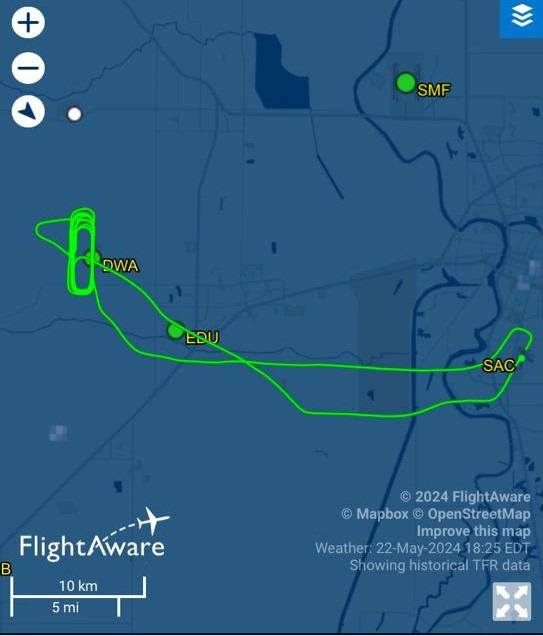 SMF
DWA
EDU
SAC
© 2024 FlightAware
© Mapbox © OpenStreetMap
Improve this map
Weather: 22-May-2024 18:25 EDT
Showing historical TFR data
FlightAware
B
10 km
5 mi